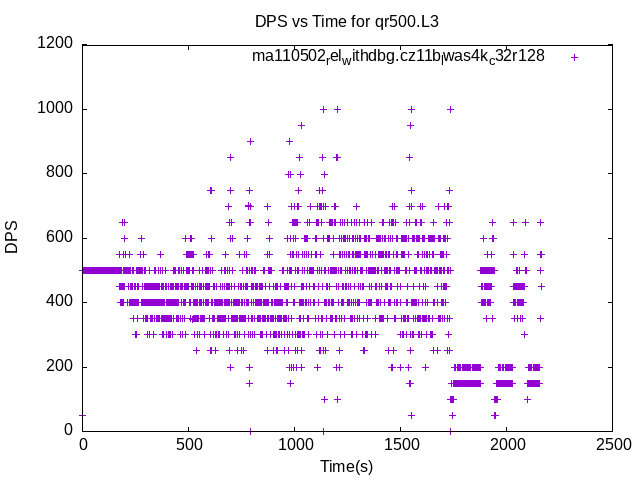 DPS vs Time for qr500.L3
1200
1000
800
600
400
200
0
DPS
ma110502_rel_withdbg.cz11b_bwas4k_c32r128
0 500 1000 1500 2000 2500
Time(s)